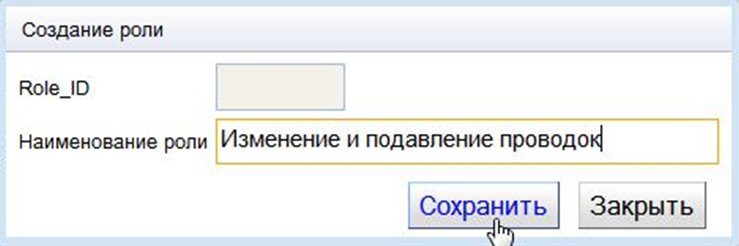 Создание роли
Role_ID
Наименование роли Изменение и подавление проводок
Сохранить Закрыть